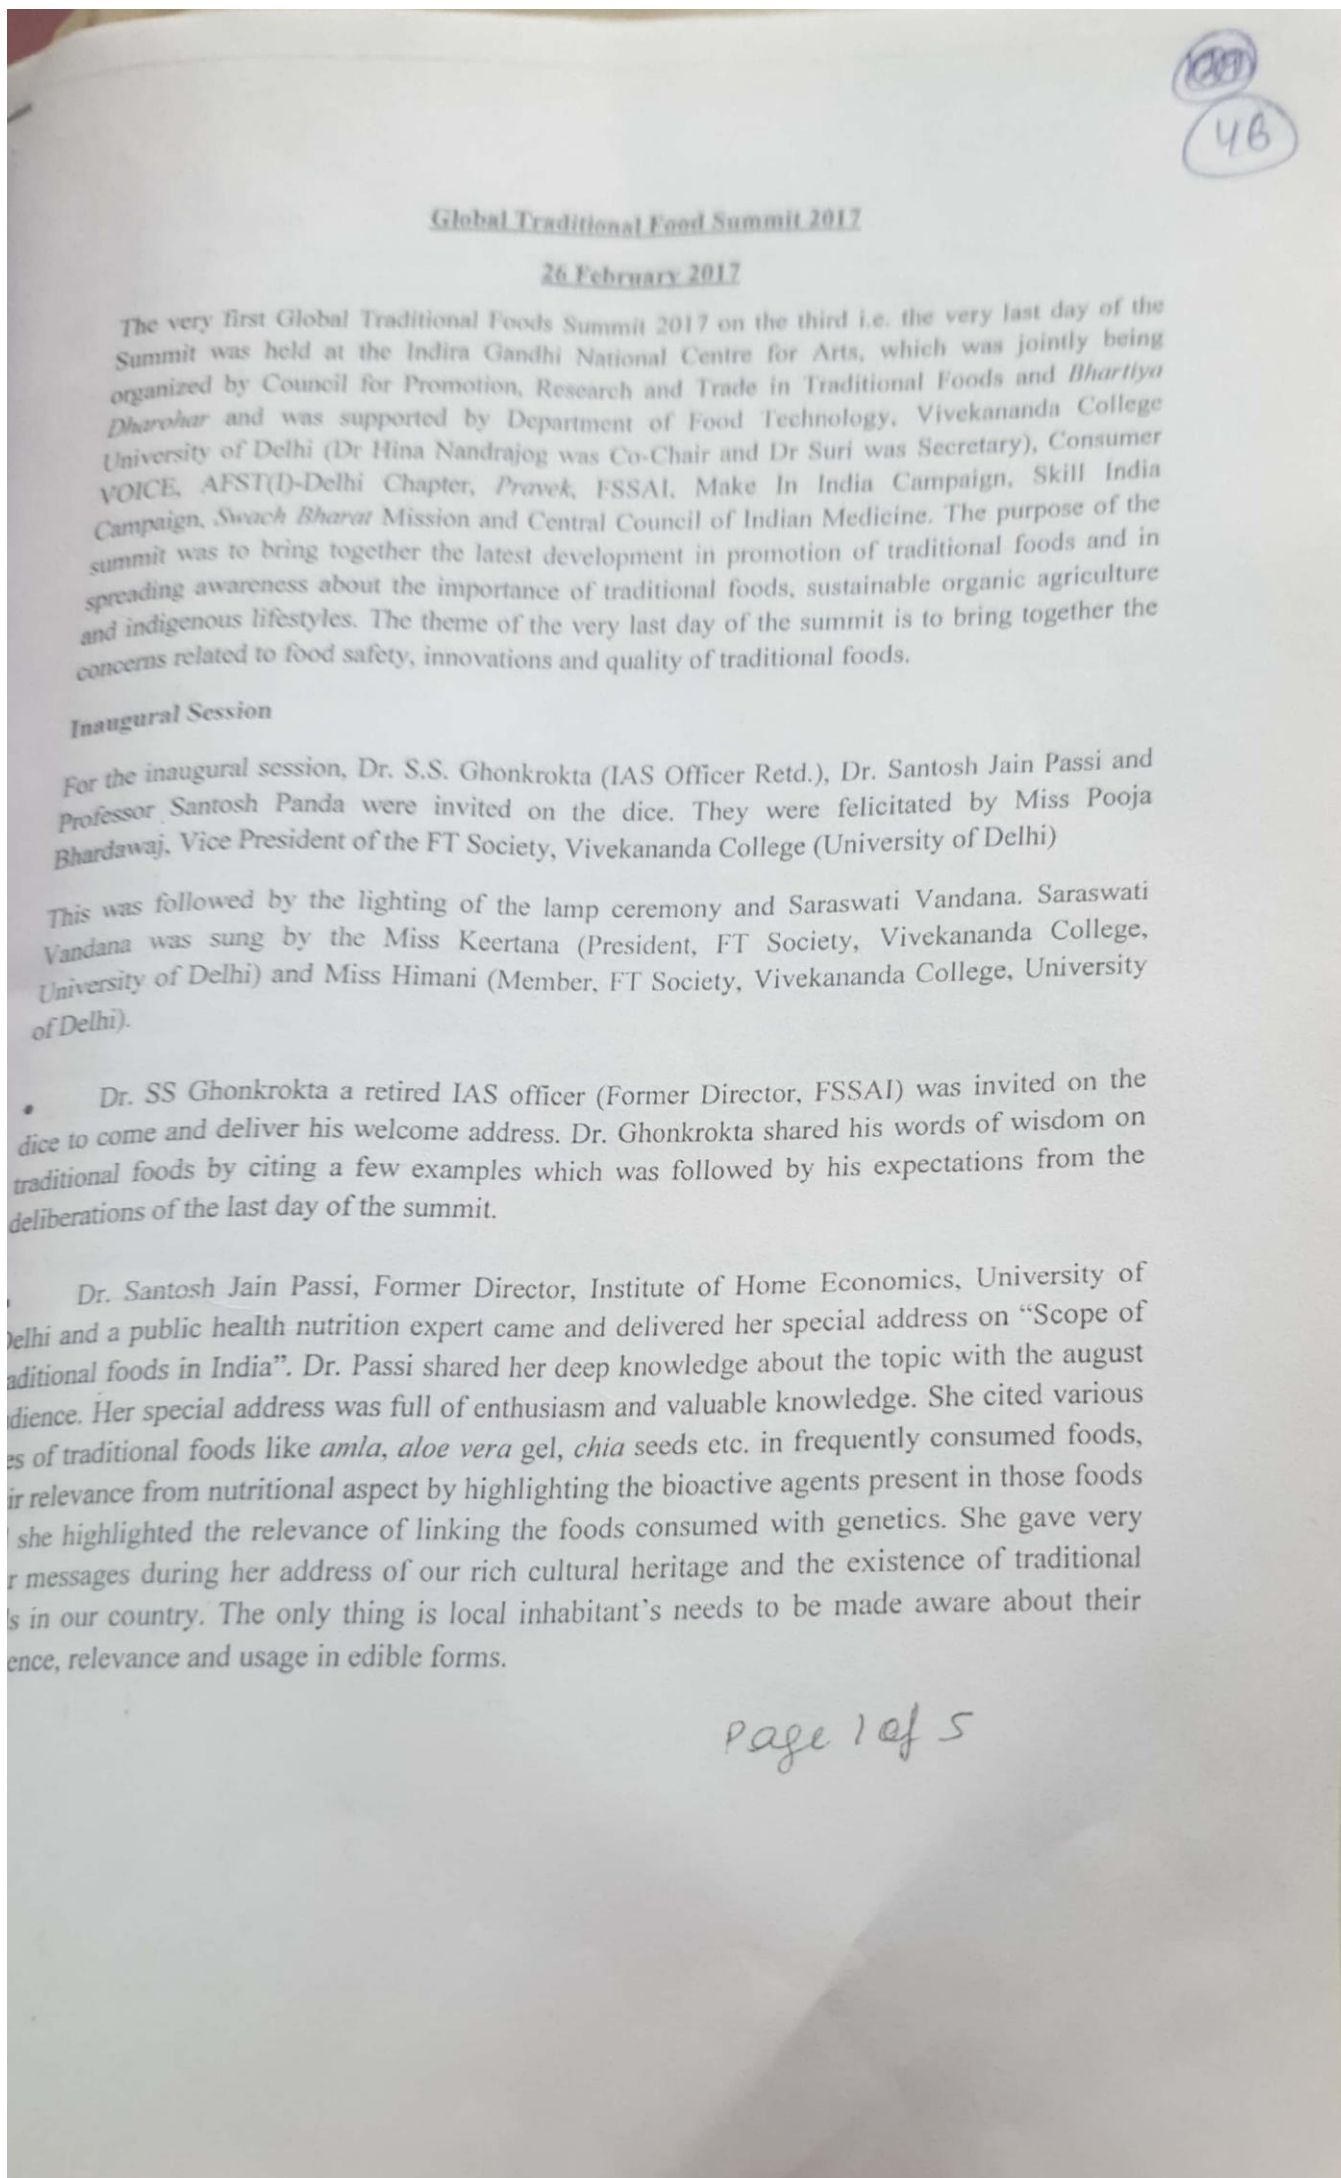 4B
Global Traditional Food Summit 2017
26 February 2017
The very first Global Traditional Foods Summit 2017 on the third i.e. the very last day of the
Summit was held at the Indira Gandhi National Centre for Arts, which was jointly being
organized by Council for Promotion, Research and Trade in Traditional Foods and Bhartiya
Dharohar and was supported by Department of Food Technology, Vivekananda College
University of Delhi (Dr Hina Nandrajog was Co-Chair and Dr Suri was Secretary), Consumer
VOICE, AFST(I)-Delhi Chapter, Pravek, FSSAI, Make In India Campaign, Skill India
Campaign, Swach Bharat Mission and Central Council of Indian Medicine. The purpose of the
summit was to bring together the latest development in promotion of traditional foods and in
spreading awareness about the importance of traditional foods, sustainable organic agriculture
and indigenous lifestyles. The theme of the very last day of the summit is to bring together the
concerns related to food safety, innovations and quality of traditional foods.
Inaugural Session
For the inaugural session, Dr. S.S. Ghonkrokta (IAS Officer Retd.), Dr. Santosh Jain Passi and
Professor Santosh Panda were invited on the dice. They were felicitated by Miss Pooja
Bhardawaj, Vice President of the FT Society, Vivekananda College (University of Delhi)
This was followed by the lighting of the lamp ceremony and Saraswati Vandana. Saraswati
Vandana was sung by the Miss Keertana (President, FT Society, Vivekananda College,
University of Delhi) and Miss Himani (Member, FT Society, Vivekananda College, University
of Delhi).
• Dr. SS Ghonkrokta a retired IAS officer (Former Director, FSSAI) was invited on the
dice to come and deliver his welcome address. Dr. Ghonkrokta shared his words of wisdom on
traditional foods by citing a few examples which was followed by his expectations from the
deliberations of the last day of the summit.
Dr. Santosh Jain Passi, Former Director, Institute of Home Economics, University of
Delhi and a public health nutrition expert came and delivered her special address on “Scope of
aditional foods in India”. Dr. Passi shared her deep knowledge about the topic with the august
dience. Her special address was full of enthusiasm and valuable knowledge. She cited various
es of traditional foods like amla, aloe vera gel, chia seeds etc. in frequently consumed foods,
ir relevance from nutritional aspect by highlighting the bioactive agents present in those foods
she highlighted the relevance of linking the foods consumed with genetics. She gave very
r messages during her address of our rich cultural heritage and the existence of traditional
s in our country. The only thing is local inhabitant's needs to be made aware about their
ence, relevance and usage in edible forms.
Page 1 of 5